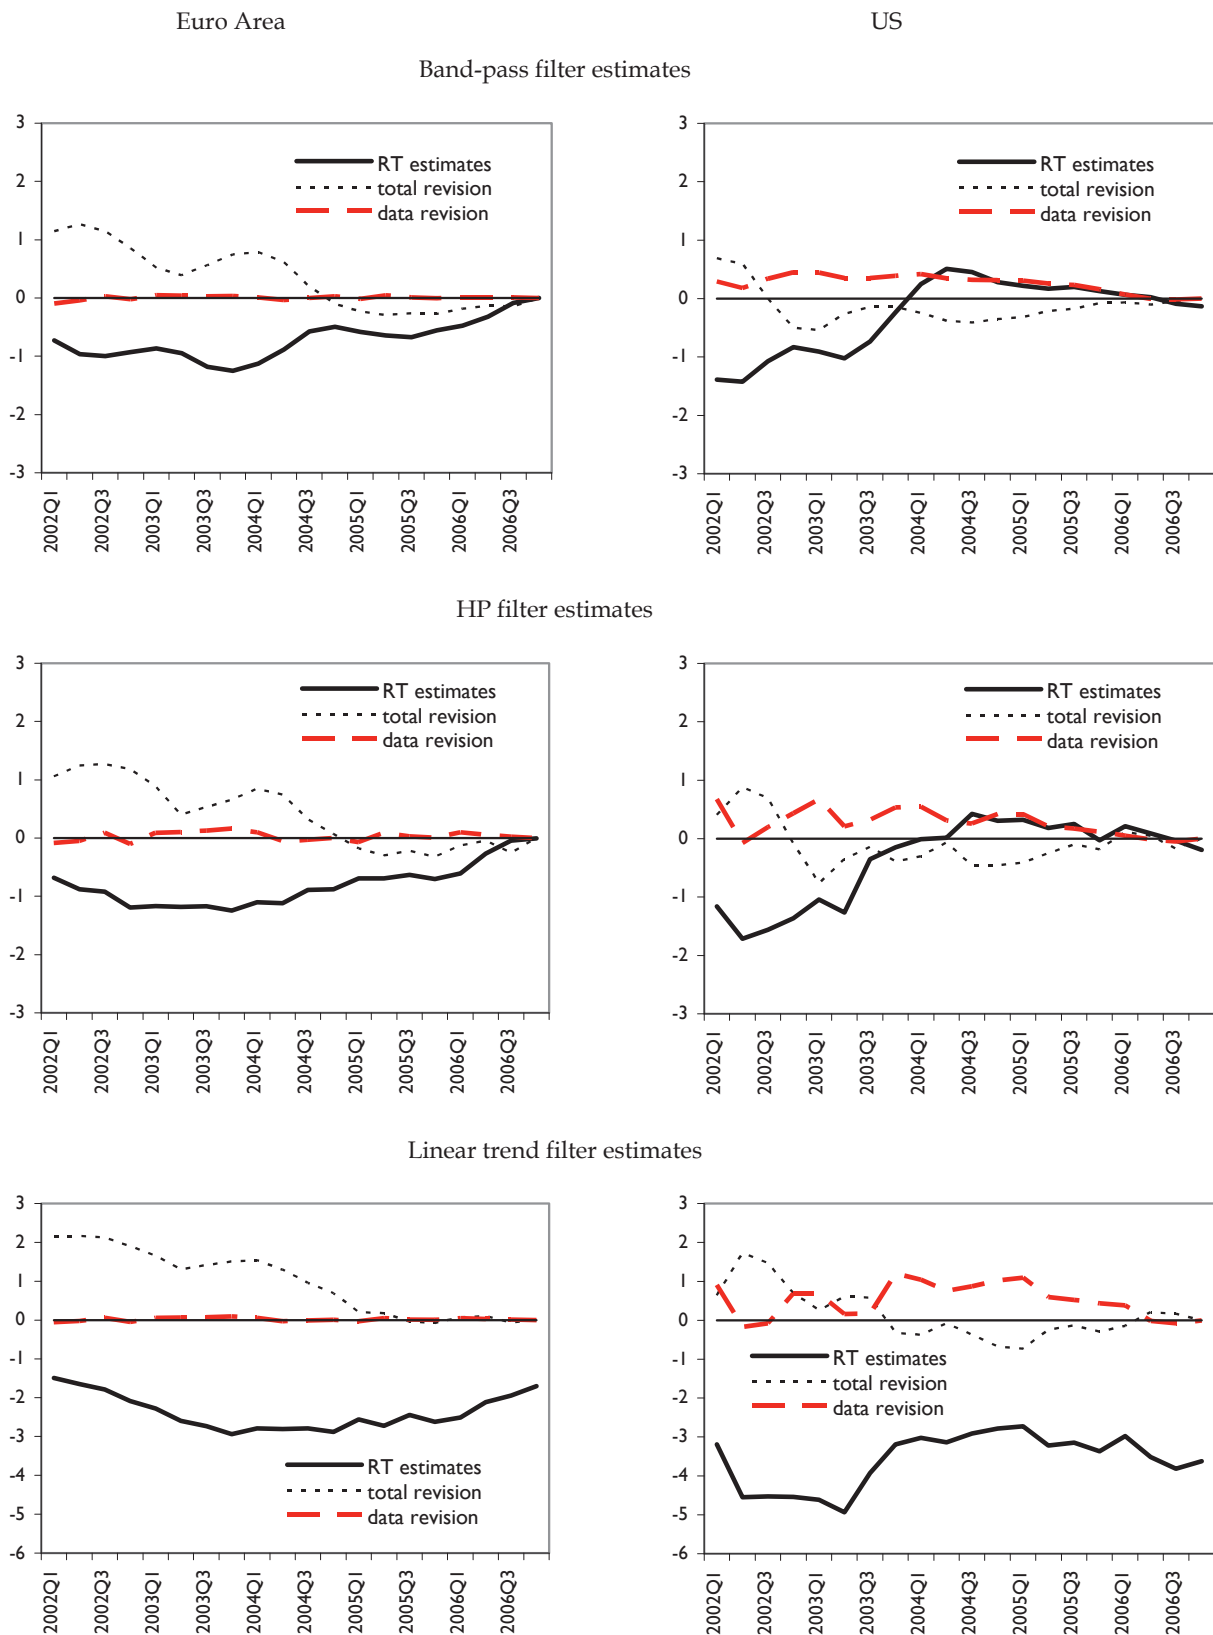 Euro Area
US
Band-pass filter estimates
3
2
1
0
-1
-2
-3
RT estimates
total revision
data revision
2002Q1
2002Q3
2003Q1
2003Q3
2004Q1
2004Q3
2005Q1
2005Q3
2006Q1
2006Q3
3
2
1
0
-1
-2
-3
RT estimates
total revision
data revision
2002Q1
2002Q3
2003Q1
2003Q3
2004Q1
2004Q3
2005Q1
2005Q3
2006Q1
2006Q3
HP filter estimates
3
2
1
0
-1
-2
-3
RT estimates
total revision
data revision
2002Q1
2002Q3
2003Q1
2003Q3
2004Q1
2004Q3
2005Q1
2005Q3
2006Q1
2006Q3
3
2
1
0
-1
-2
-3
RT estimates
total revision
data revision
2002Q1
2002Q3
2003Q1
2003Q3
2004Q1
2004Q3
2005Q1
2005Q3
2006Q1
2006Q3
Linear trend filter estimates
3
2
1
0
-1
-2
-3
-4
-5
-6
RT estimates
total revision
data revision
2002Q1
2002Q3
2003Q1
2003Q3
2004Q1
2004Q3
2005Q1
2005Q3
2006Q1
2006Q3
3
2
1
0
-1
-2
-3
-4
-5
-6
RT estimates
total revision
data revision
2002Q1
2002Q3
2003Q1
2003Q3
2004Q1
2004Q3
2005Q1
2005Q3
2006Q1
2006Q3